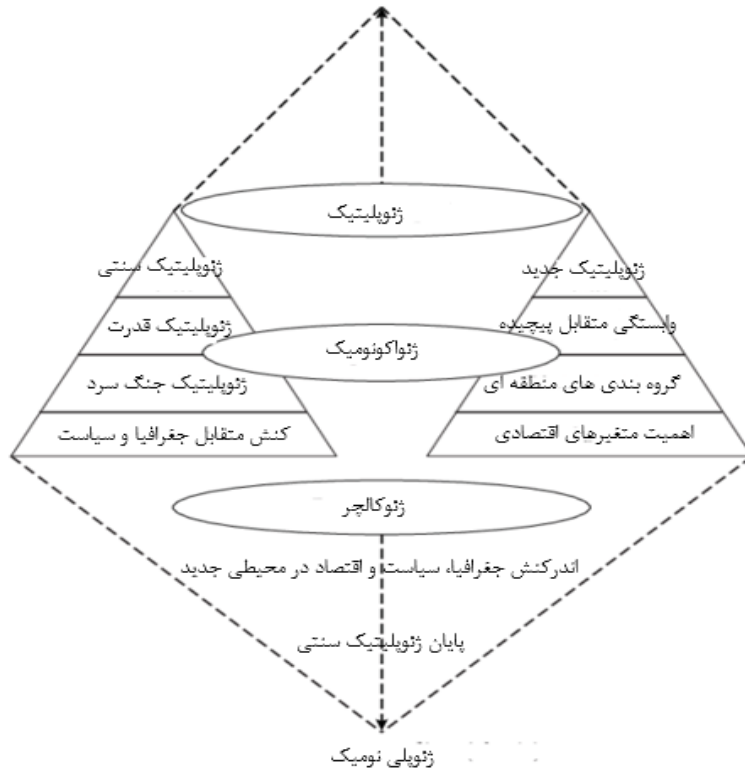 ژئوپلیتیک
ژئوپلیتیک جدید
ژئوپلیتیک سنتی
وابستگی متقابل پیچیده
ژئوپلیتیک قدرت
ژئواکونومیک
گروه بندی های منطقه ای
ژئوپلیتیک جنگ سرد
اهمیت متغیرهای اقتصادی
کنش متقابل جغرافیا و سیاست
ژئوکالچر
اندرکنش جغرافیا، سیاست و اقتصاد در محیطی جدید
پایان ژئوپلیتیک سنتی
ژئوپلی نومیک